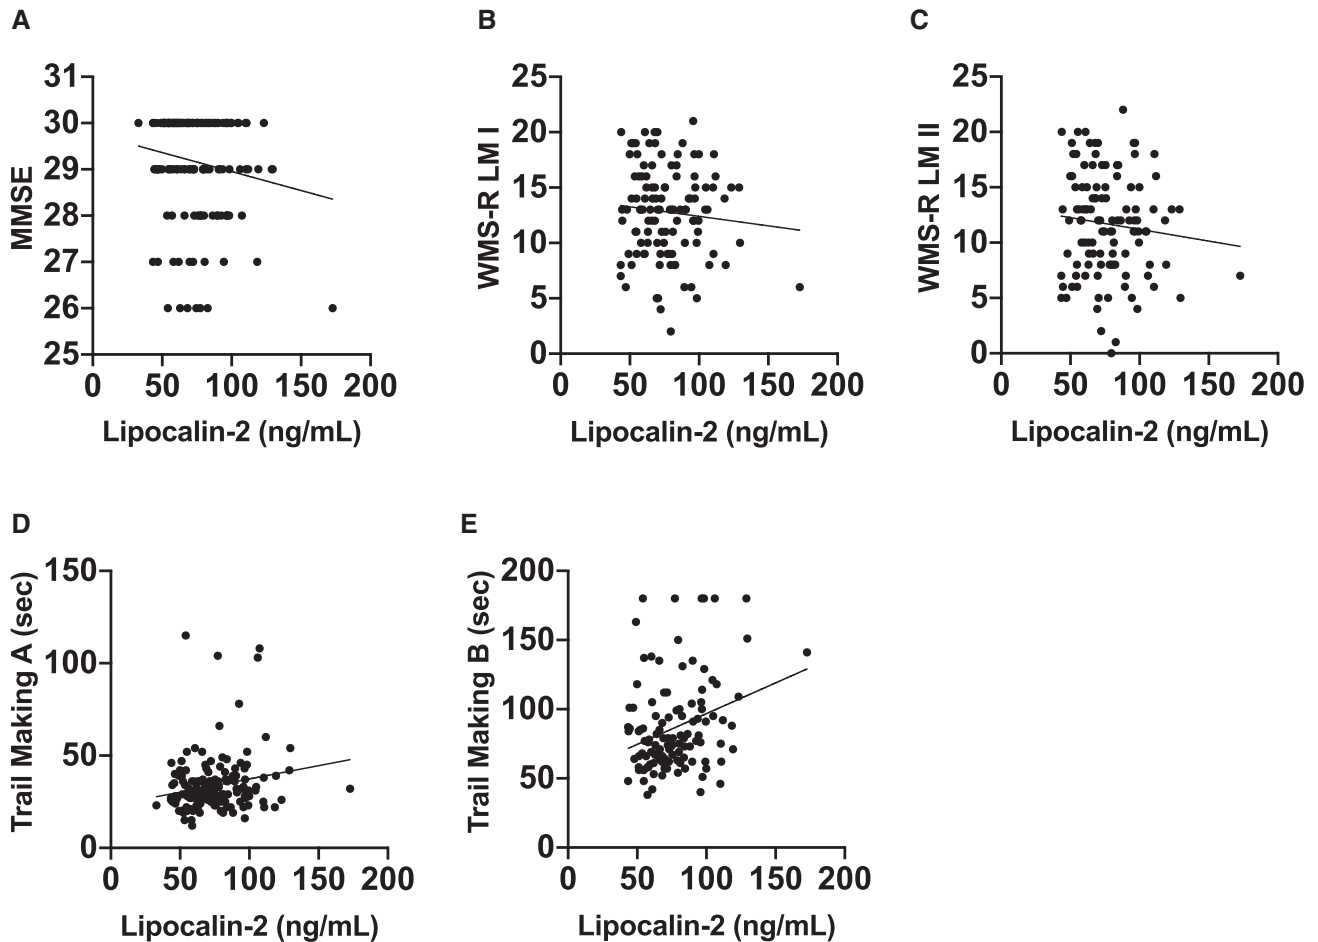 A
B
C
MMSE
31
30
29
28
27
26
25
0 50 100 150 200
Lipocalin-2 (ng/mL)
WMS-R LM I
25
20
15
10
5
0
0 50 100 150 200
Lipocalin-2 (ng/mL)
WMS-R LM II
25
20
15
10
5
0
0 50 100 150 200
Lipocalin-2 (ng/mL)
D
E
Trail Making A (sec)
150
100
50
0
0 50 100 150 200
Lipocalin-2 (ng/mL)
Trail Making B (sec)
200
150
100
50
0
0 50 100 150 200
Lipocalin-2 (ng/mL)